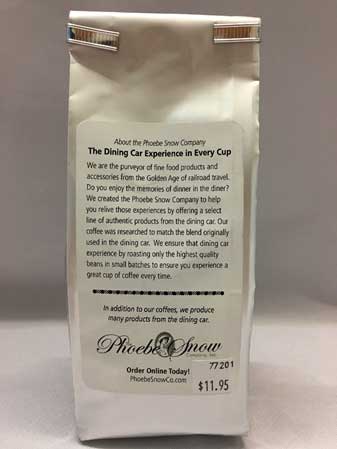 About the Phoebe Snow Company
The Dining Car Experience in Every Cup
We are the purveyor of fine food products and
accessories from the Golden Age of railroad travel.
Do you enjoy the memories of dinner in the diner?
We created the Phoebe Snow Company to help
you relive those experiences by offering a select
line of authentic products from the dining car. Our
coffee was researched to match the blend originally
used in the dining car. We ensure that dining car
experience by roasting only the highest quality
beans in small batches to ensure you experience a
great cup of coffee every time.
In addition to our coffees, we produce
many products from the dining car.
Phoebe Snow
Company, Inc.
77201
Order Online Today!
$11.95
PhoebeSnowCo.com